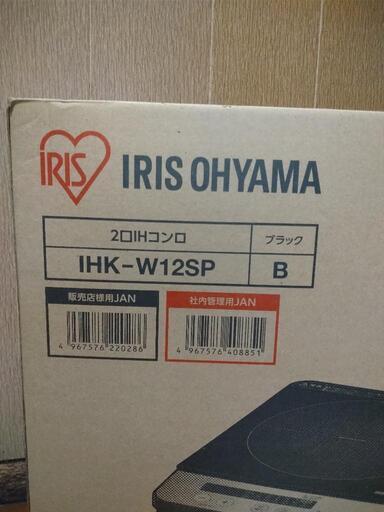 IRIS
IRIS OHYAMA
2口IHコンロ
ブラック
IHK-W12SP
B
販売店様用JAN
社内管理用JAN
4 967576 220286
4 967576 408851